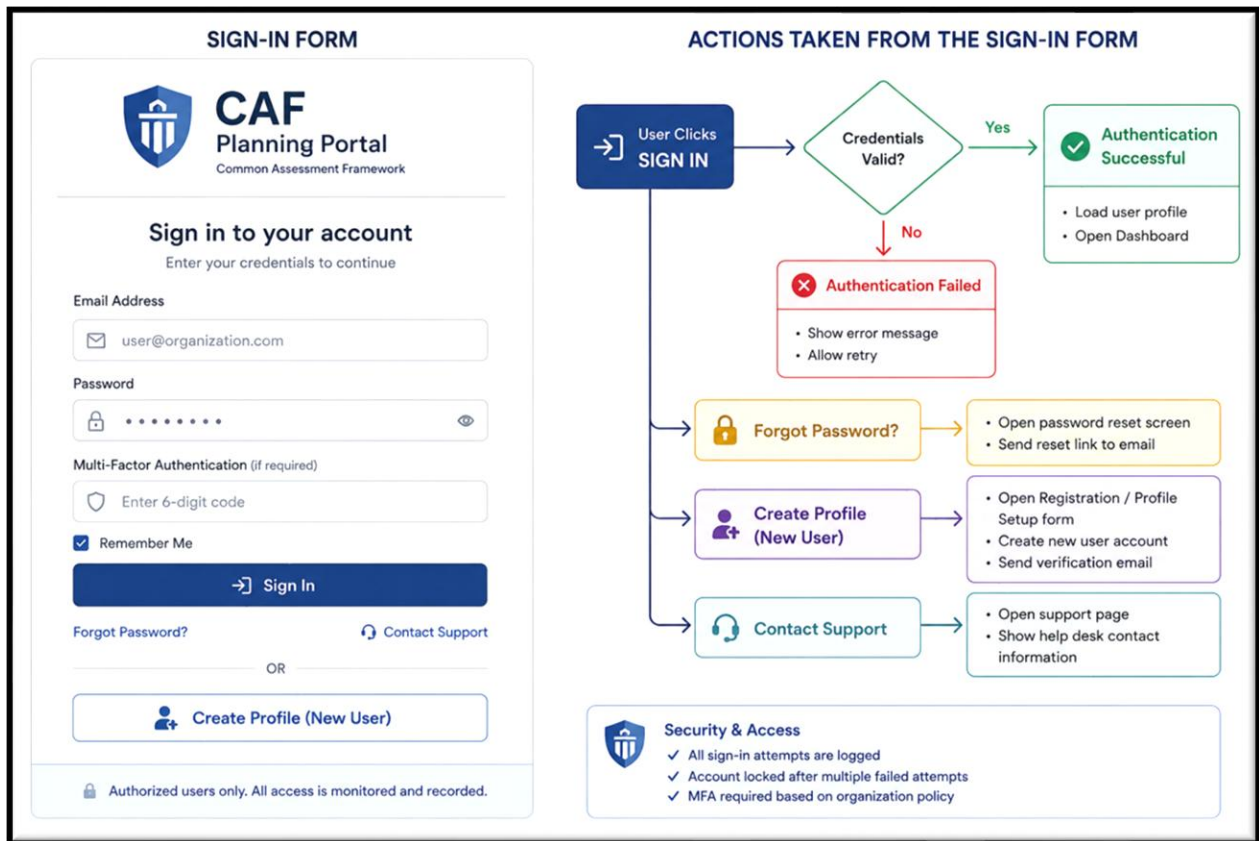 SIGN-IN FORM
CAF
Planning Portal
Common Assessment Framework
Sign in to your account
Enter your credentials to continue
Email Address
user@organization.com
Password
• • • • • • • •
Multi-Factor Authentication (if required)
Enter 6-digit code
Remember Me
Sign In
Forgot Password?
Contact Support
OR
Create Profile (New User)
Authorized users only. All access is monitored and recorded.
ACTIONS TAKEN FROM THE SIGN-IN FORM
User Clicks
SIGN IN
Credentials
Valid?
Yes
Authentication
Successful
• Load user profile
• Open Dashboard
No
Authentication Failed
• Show error message
• Allow retry
Forgot Password?
• Open password reset screen
• Send reset link to email
Create Profile
(New User)
• Open Registration / Profile
Setup form
• Create new user account
• Send verification email
Contact Support
• Open support page
• Show help desk contact
information
Security & Access
✓ All sign-in attempts are logged
✓ Account locked after multiple failed attempts
✓ MFA required based on organization policy